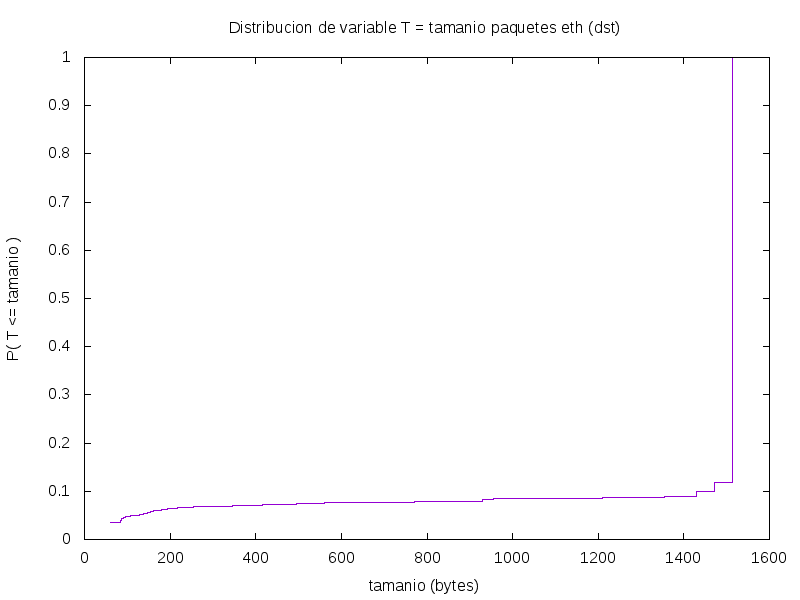 Distribucion de variable T = tamanio paquetes eth (dst)
P( T <= tamanio )
1
0.9
0.8
0.7
0.6
0.5
0.4
0.3
0.2
0.1
0
0 200 400 600 800 1000 1200 1400 1600
tamanio (bytes)